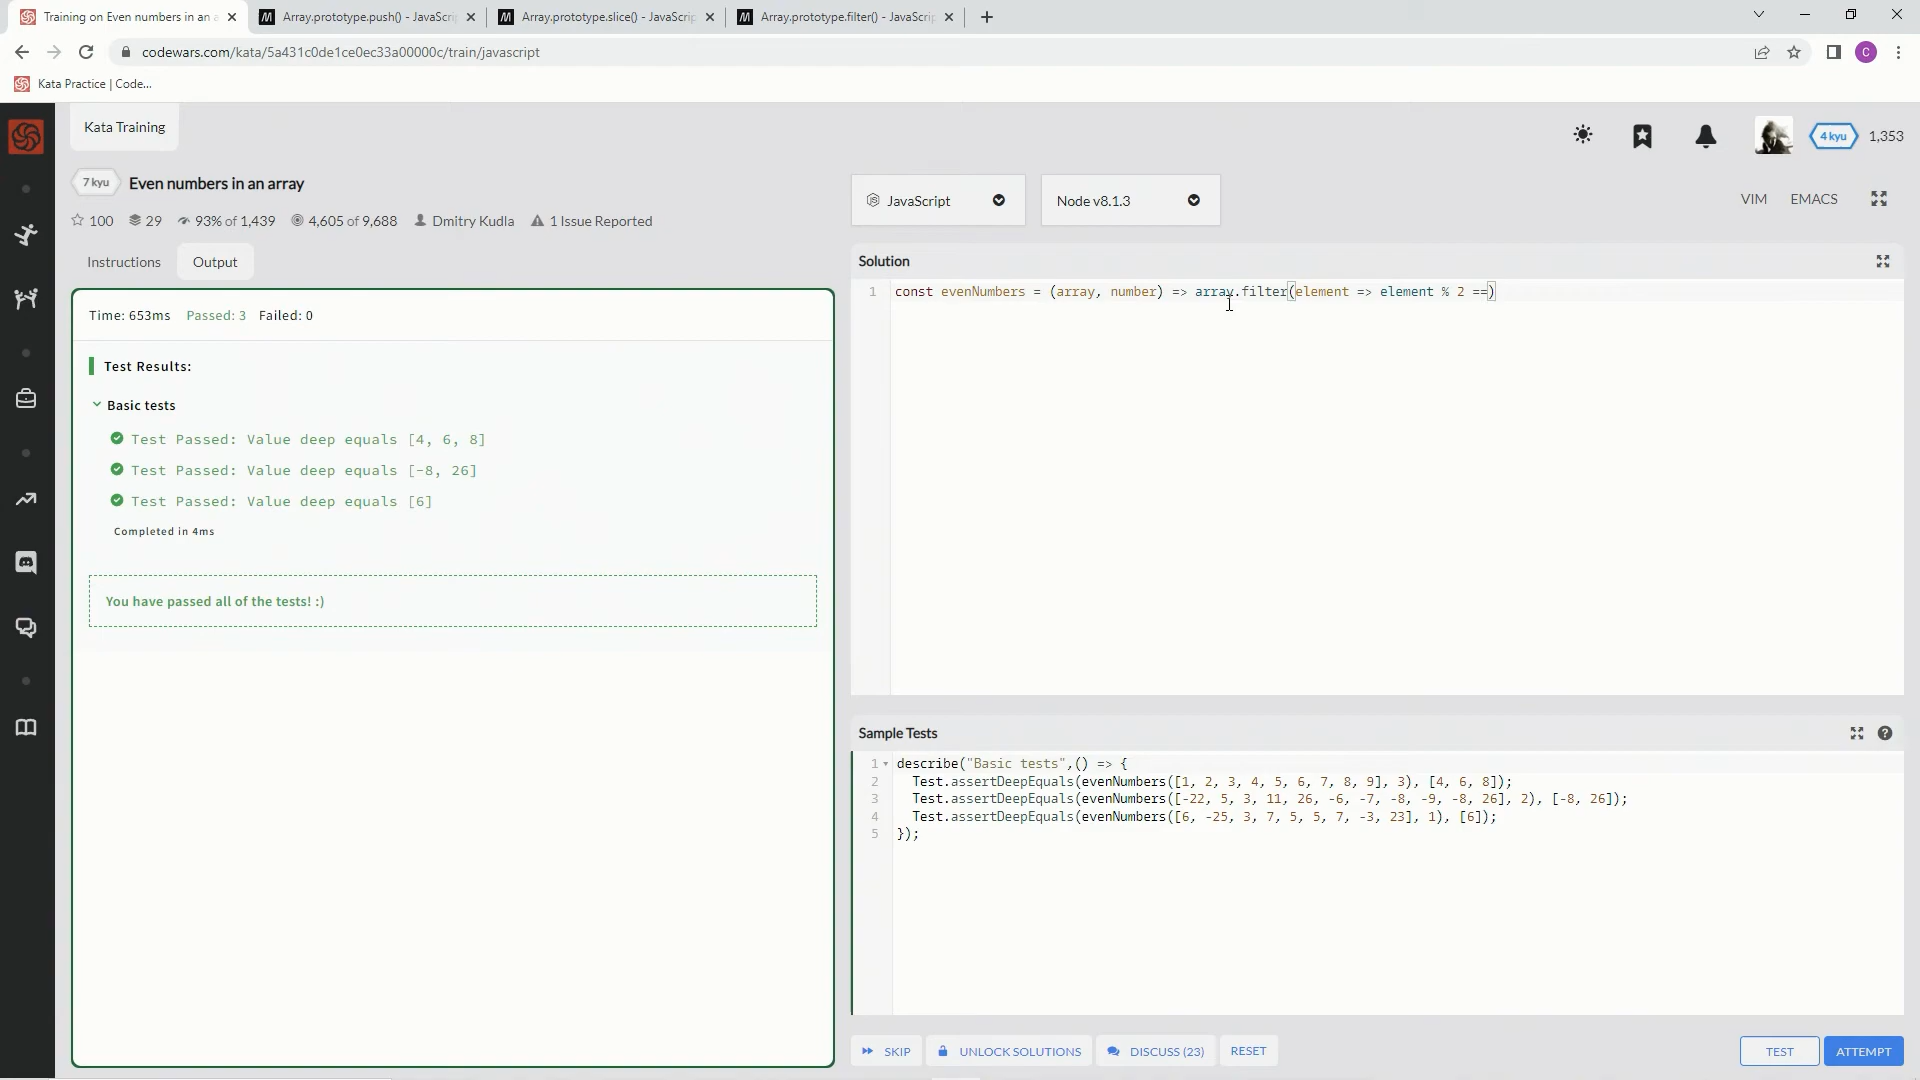 Training on Even numbers in an a
Array.prototype.push() - JavaScrip
Array.prototype.slice() - JavaScrip
Array.prototype.filter() - JavaScri
codewars.com/kata/5a431c0de1ce0ec33a00000c/train/javascript
C
Kata Practice | Code...
Kata Training
4 kyu
1,353
7 kyu
Even numbers in an array
100
29
93% of 1,439
4,605 of 9,688
Dmitry Kudla
1 Issue Reported
JavaScript
Node v8.1.3
VIM
EMACS
Instructions
Output
Time: 653ms Passed: 3 Failed: 0
Test Results:
Basic tests
Test Passed: Value deep equals [4, 6, 8]
Test Passed: Value deep equals [-8, 26]
Test Passed: Value deep equals [6]
Completed in 4ms
You have passed all of the tests! :)
Solution
1 const evenNumbers = (array, number) => array.filter(element => element % 2 ==)
Sample Tests
?
1 describe("Basic tests",() => {
2 Test.assertDeepEquals(evenNumbers([1, 2, 3, 4, 5, 6, 7, 8, 9], 3), [4, 6, 8]);
3 Test.assertDeepEquals(evenNumbers([-22, 5, 3, 11, 26, -6, -7, -8, -9, -8, 26], 2), [-8, 26]);
4 Test.assertDeepEquals(evenNumbers([6, -25, 3, 7, 5, 5, 7, -3, 23], 1), [6]);
5 });
SKIP
UNLOCK SOLUTIONS
DISCUSS (23)
RESET
TEST
ATTEMPT